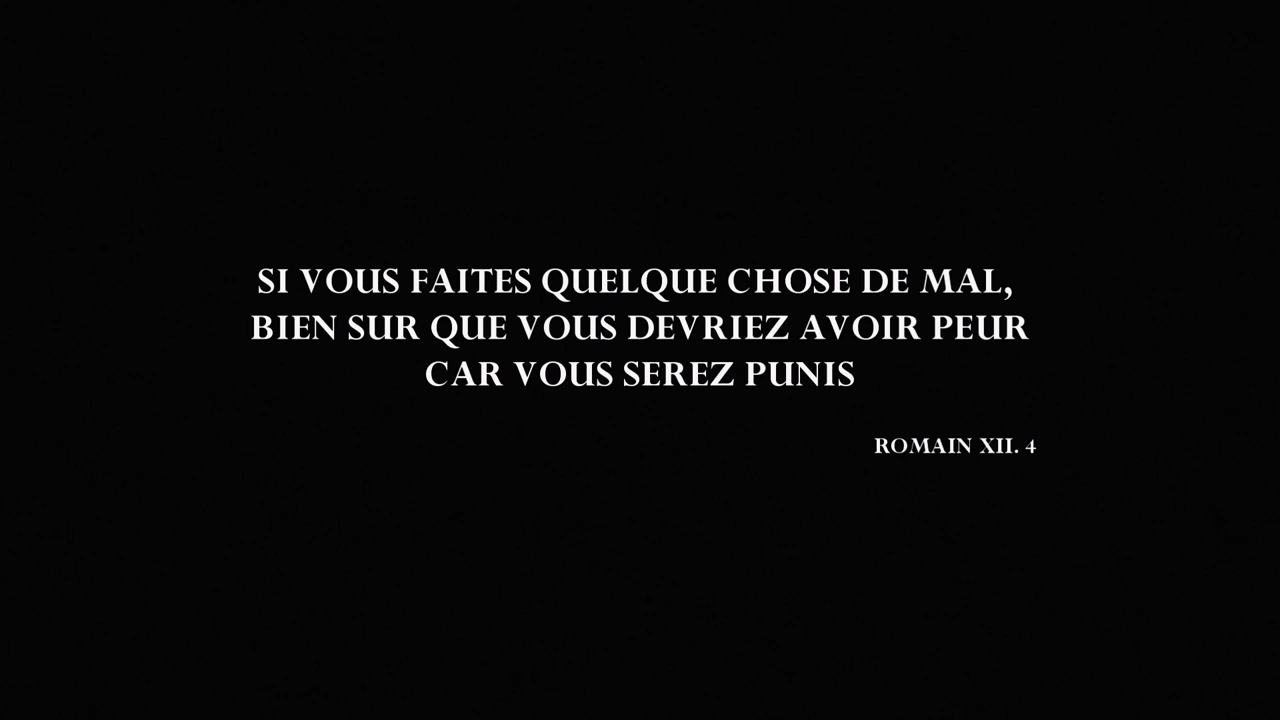 SI VOUS FAITES QUELQUE CHOSE DE MAL,
BIEN SUR QUE VOUS DEVRIEZ AVOIR PEUR
CAR VOUS SEREZ PUNIS
ROMAIN XII. 4